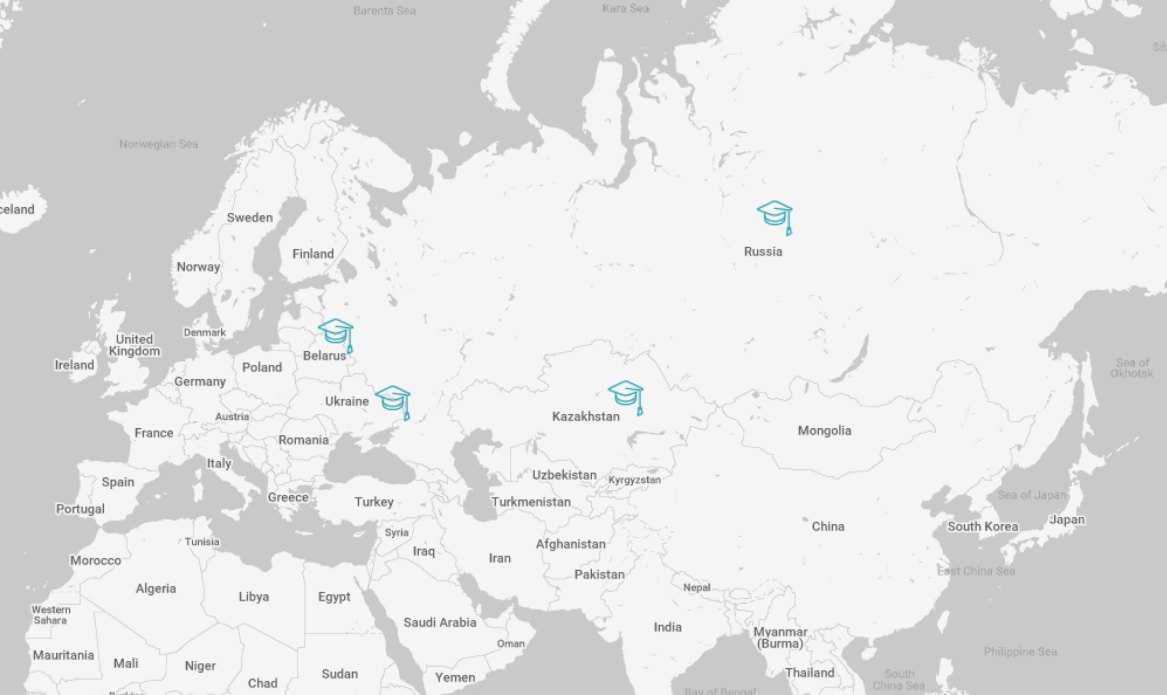 Barents Sea
Kara Sea
Norwegian Sea
celand
Sweden
Finland
Norway
Russia
Denmark
United
Kingdom
Ireland
Belarus
Poland
Germany
Sea of
Okhotsk
Ukraine
Austria
Kazakhstan
Mongolia
France
Romania
Italy
Spain
Uzbekistan
Kyrgyzstan
Greece
Turkey
Turkmenistan
Sea of Japan
Portugal
Japan
China
South Korea
Syria
Tunisia
Iraq
Iran
Afghanistan
Morocco
Pakistan
East China Sea
Algeria
Libya
Egypt
Nepal
Western
Sahara
Saudi Arabia
India
Myanmar
(Burma)
Oman
Mauritania
Mali
Niger
Philippine Sea
Chad
Sudan
Yemen
Thailand
South
China Sea
Bay of Bengal